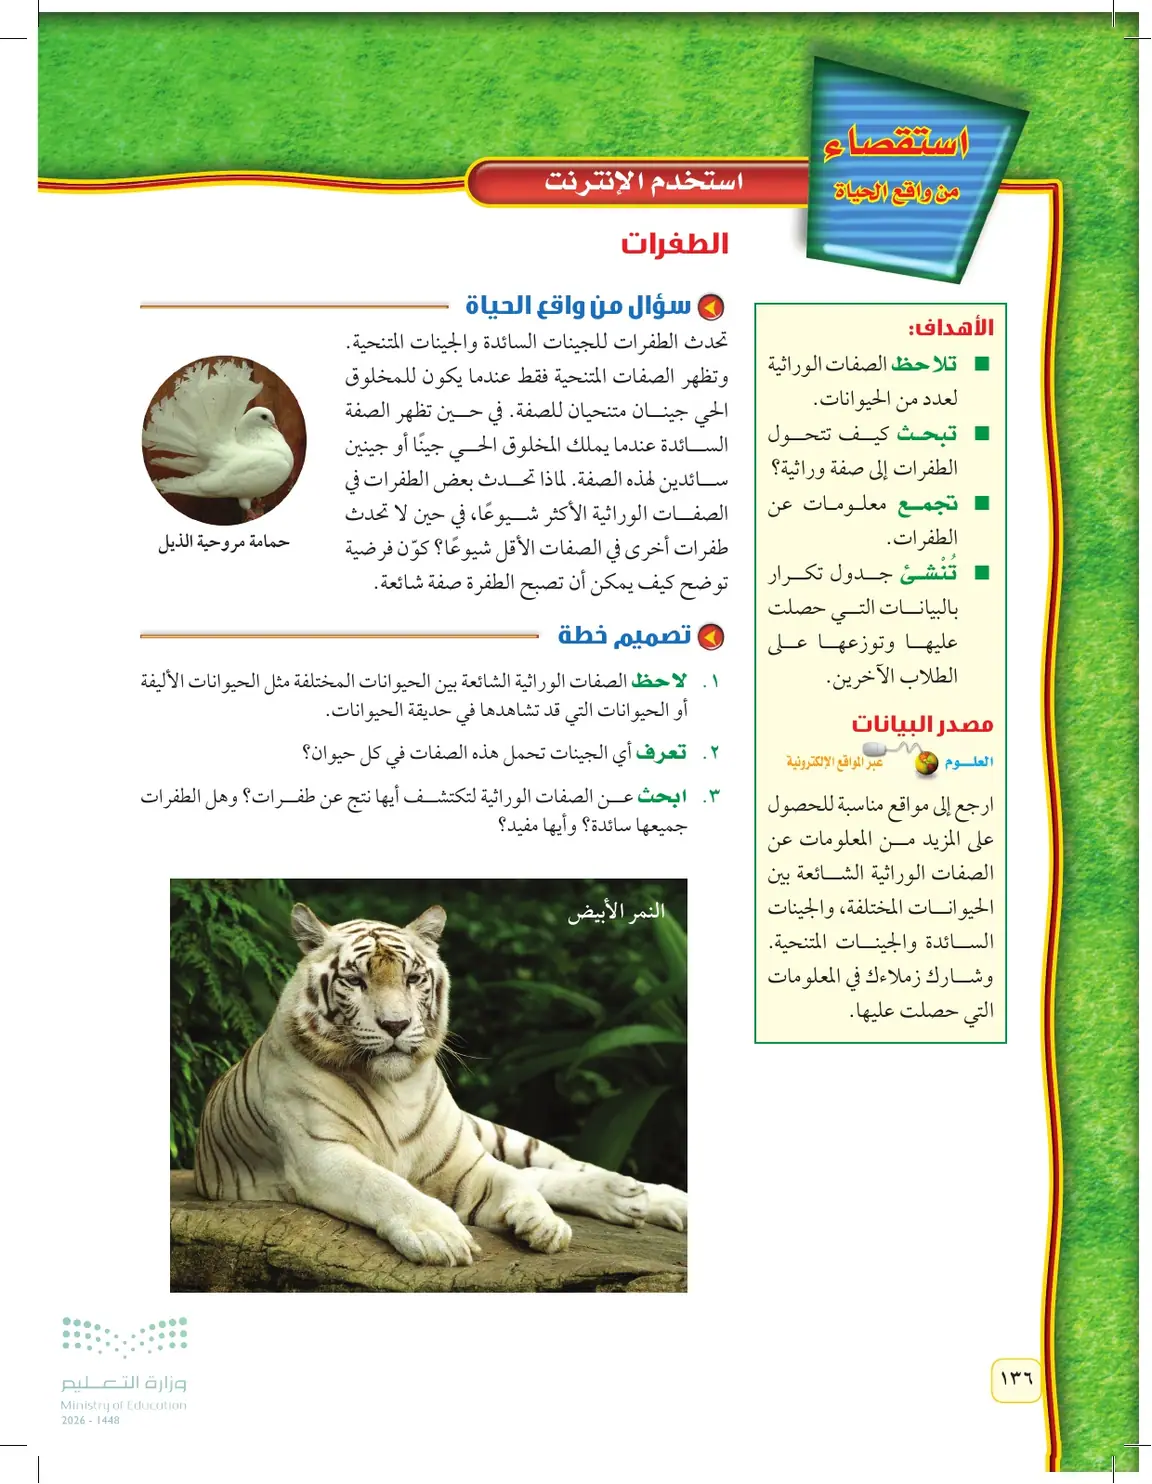 استقصاء
من واقع الحياة
استخدم الإنترنت
الطفرات
سؤال من واقع الحياة
تحدث الطفرات للجينات السائدة والجينات المتنحية.
وتظهر الصفات المتنحية فقط عندما يكون للمخلوق
الحي جينان متنحيان للصفة. في حين تظهر الصفة
السائدة عندما يملك المخلوق الحي جينًا أو جينين
سائدين لهذه الصفة. لماذا تحدث بعض الطفرات في
الصفات الوراثية الأكثر شيوعًا، في حين لا تحدث
طفرات أخرى في الصفات الأقل شيوعًا؟ كوّن فرضية
توضح كيف يمكن أن تصبح الطفرة صفة شائعة.
حمامة مروحية الذيل
تصميم خطة
١. لاحظ الصفات الوراثية الشائعة بين الحيوانات المختلفة مثل الحيوانات الأليفة
أو الحيوانات التي قد تشاهدها في حديقة الحيوانات.
٢. تعرف أي الجينات تحمل هذه الصفات في كل حيوان؟
٣. ابحث عن الصفات الوراثية لتكتشف أيها نتج عن طفرات؟ وهل الطفرات
جميعها سائدة؟ وأيها مفيد؟
النمر الأبيض
الأهداف:
■ تلاحظ الصفات الوراثية
لعدد من الحيوانات.
■ تبحث كيف تتحول
الطفرات إلى صفة وراثية؟
■ تجمع معلومات عن
الطفرات.
■ تُنْشئ جدول تكرار
بالبيانات التي حصلت
عليها وتوزعها على
الطلاب الآخرين.
مصدر البيانات
العلوم عبر المواقع الإلكترونية
ارجع إلى مواقع مناسبة للحصول
على المزيد من المعلومات عن
الصفات الوراثية الشائعة بين
الحيوانات المختلفة، والجينات
السائدة والجينات المتنحية.
وشارك زملاءك في المعلومات
التي حصلت عليها.
وزارة التعليم
Ministry of Education
2026 - 1448
١٣٦